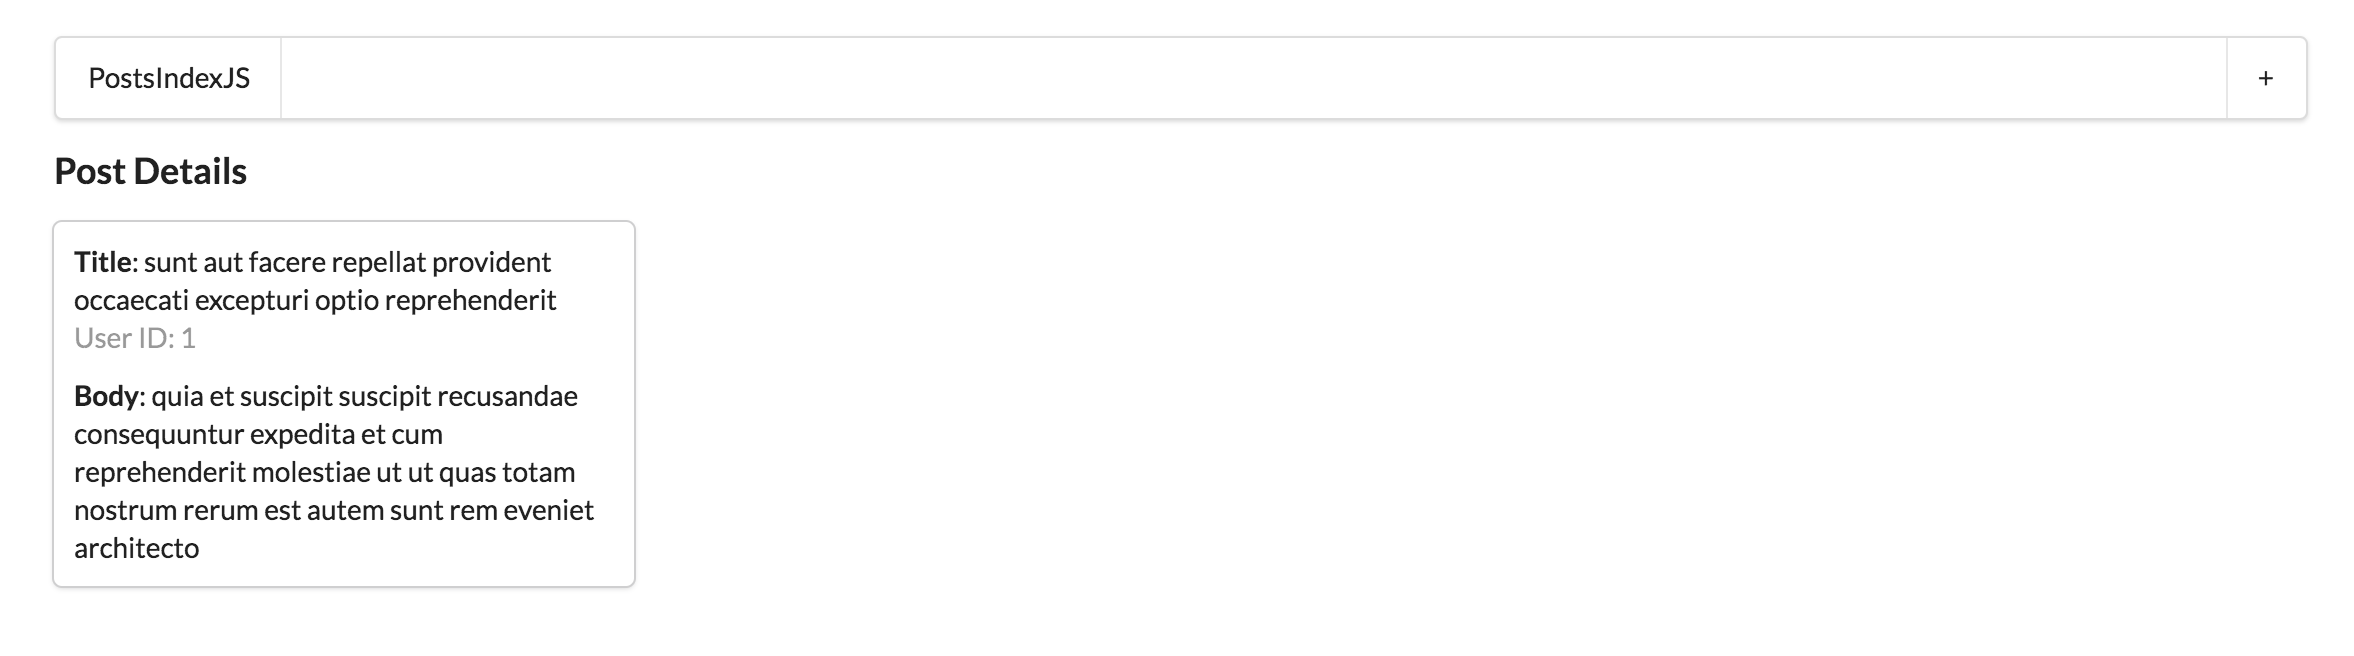 PostsIndexJS
+
Post Details
Title: sunt aut facere repellat provident
occaecati excepturi optio reprehenderit
User ID: 1
Body: quia et suscipit suscipit recusandae
consequuntur expedita et cum
reprehenderit molestiae ut ut quas totam
nostrum rerum est autem sunt rem eveniet
architecto